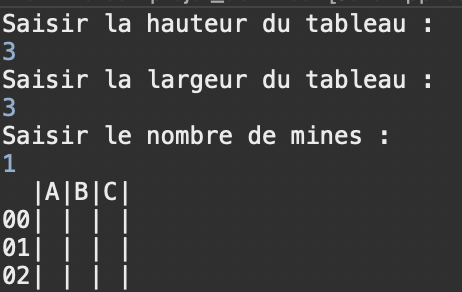 Saisir la hauteur du tableau :
3
Saisir la largeur du tableau :
3
Saisir le nombre de mines :
1
  |A|B|C|
00| | | |
01| | | |
02| | | |